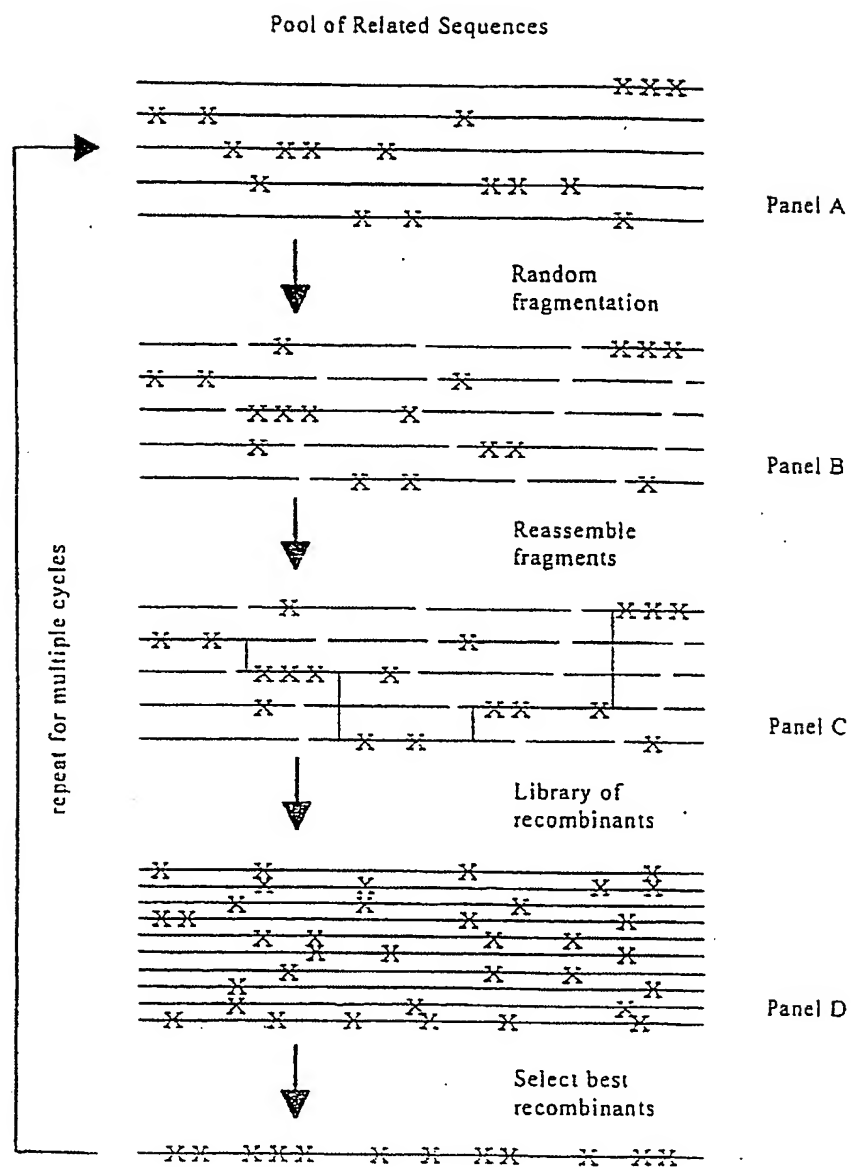 Pool of Related Sequences
X X X
X X X
X X X X
X X X X
X X X
Panel A
Random
fragmentation
X X X X
X X X
X X X X
X X X
X X X
Panel B
Reassemble
fragments
X X X X
X X X
X X X X
X X X X
X X X
Panel C
repeat for multiple cycles
Library of
recombinants
X X X X
X X X X
X X X
X X X X
X X X X
X X X
X X X
X X
X X X
X X X X X X
Panel D
Select best
recombinants
X X X X X X X X X X X X